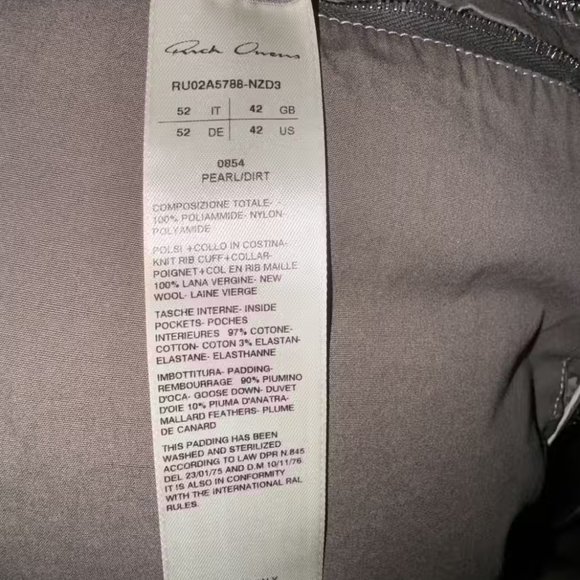 Rick Owens
RU02A5788-NZD3
52 IT 42 GB
52 DE 42 US
0854
PEARL/DIRT
COMPOSIZIONE TOTALE- -
100% POLIAMMIDE- NYLON-
POLYAMIDE
POLSI +COLLO IN COSTINA-
KNIT RIB CUFF+COLLAR-
POIGNET+COL EN RIB MAILLE
100% LANA VERGINE- NEW
WOOL- LAINE VIERGE
TASCHE INTERNE- INSIDE
POCKETS- POCHES
INTERIEURES 97% COTONE-
COTTON- COTON 3% ELASTAN-
ELASTANE- ELASTHANNE
IMBOTTITURA- PADDING-
REMBOURRAGE 90% PIUMINO
D'OCA- GOOSE DOWN- DUVET
D'OIE 10% PIUMA D'ANATRA-
MALLARD FEATHERS- PLUME
DE CANARD
THIS PADDING HAS BEEN
WASHED AND STERILIZED
ACCORDING TO LAW DPR N.845
DEL 23/01/75 AND D.M 10/11/76
IT IS ALSO IN CONFORMITY
WITH THE INTERNATIONAL RAL
RULES.